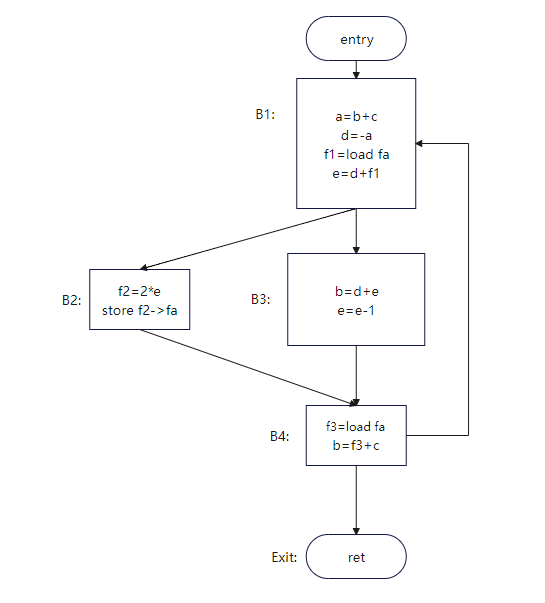 entry
B1:
a=b+c
d=-a
f1=load fa
e=d+f1
B2:
f2=2*e
store f2->fa
B3:
b=d+e
e=e-1
B4:
f3=load fa
b=f3+c
Exit:
ret